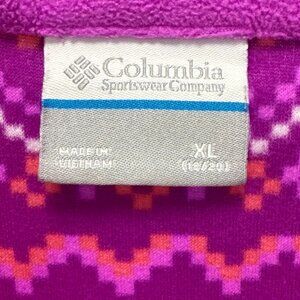 Columbia
Sportswear Company
MADE IN
VIETNAM
XL
(18/20)